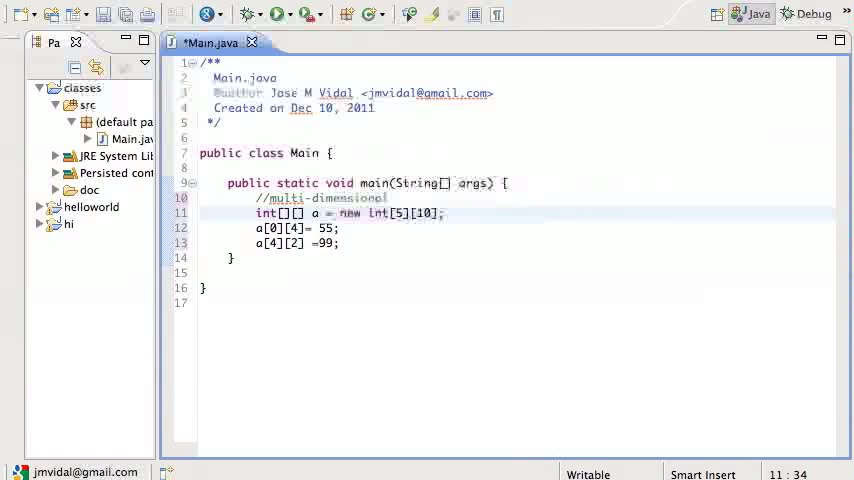 Java
Debug
Pa
*Main.java
classes
src
(default pa
Main.jav
JRE System Lib
Persisted cont
doc
helloworld
hi
1 /**
2 Main.java
3 @author Jose M Vidal <jmvidal@gmail.com>
4 Created on Dec 10, 2011
5 */
6
7 public class Main {
8
9 public static void main(String[] args) {
10 //multi-dimensional
11 int[][] a = new int[5][10];
12 a[0][4]= 55;
13 a[4][2] =99;
14 }
15
16 }
17
jmvidal@gmail.com
Writable
Smart Insert
11 : 34